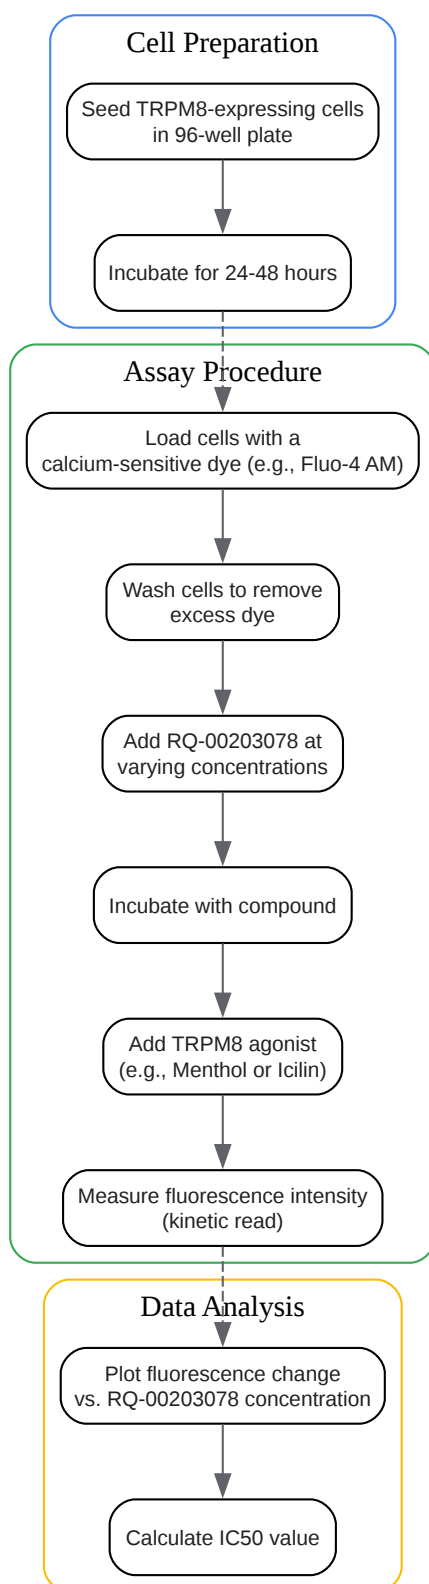 Cell Preparation
Seed TRPM8-expressing cells
in 96-well plate
Incubate for 24-48 hours
Assay Procedure
Load cells with a
calcium-sensitive dye (e.g., Fluo-4 AM)
Wash cells to remove
excess dye
Add RQ-00203078 at
varying concentrations
Incubate with compound
Add TRPM8 agonist
(e.g., Menthol or Icilin)
Measure fluorescence intensity
(kinetic read)
Data Analysis
Plot fluorescence change
vs. RQ-00203078 concentration
Calculate IC50 value